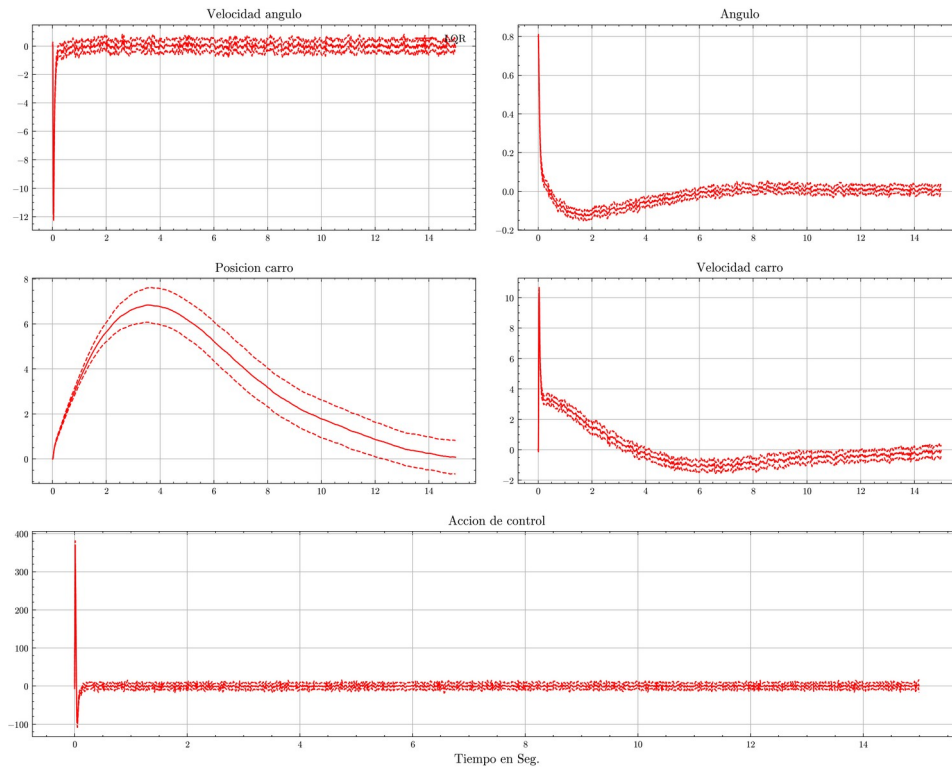 Velocidad angulo
LQR
0
−2
−4
−6
−8
−10
−12
0 2 4 6 8 10 12 14
Angulo
0.8
0.6
0.4
0.2
0.0
−0.2
0 2 4 6 8 10 12 14
Posicion carro
8
6
4
2
0
0 2 4 6 8 10 12 14
Velocidad carro
10
8
6
4
2
0
−2
0 2 4 6 8 10 12 14
Accion de control
400
300
200
100
0
−100
0 2 4 6 8 10 12 14
Tiempo en Seg.